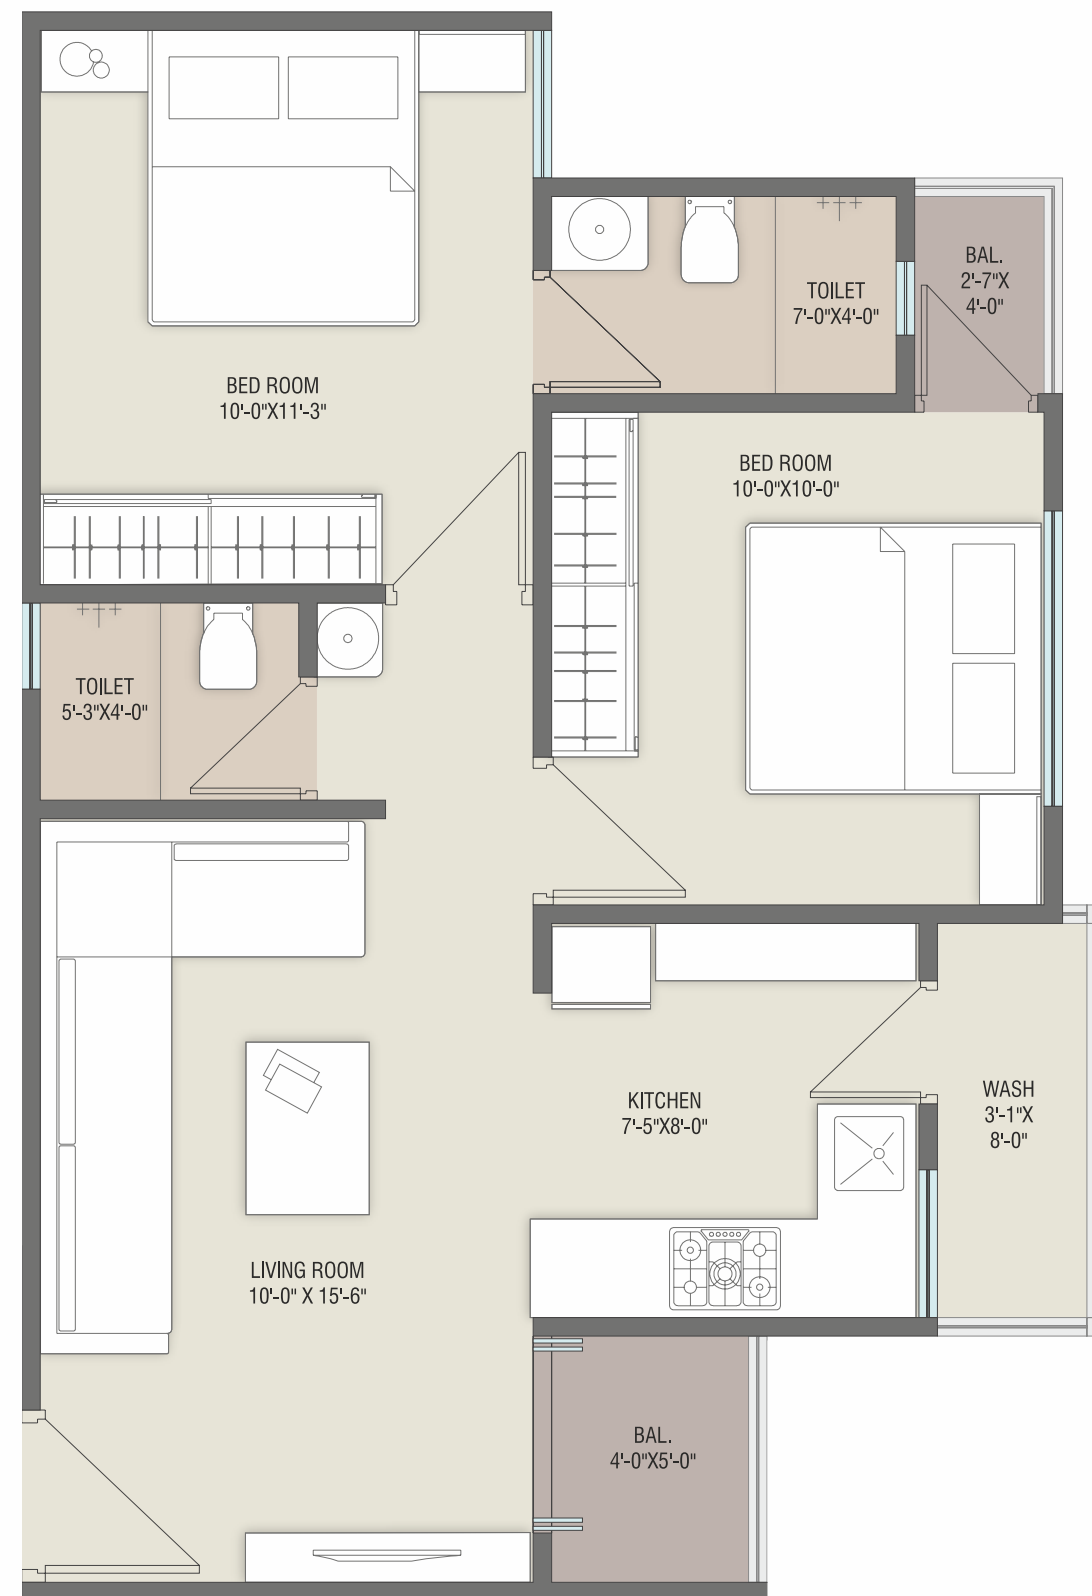 BAL.
2'-7"X
4'-0"
TOILET
7'-0"X4'-0"
BED ROOM
10'-0"X11'-3"
BED ROOM
10'-0"X10'-0"
TOILET
5'-3"X4'-0"
KITCHEN
7'-5"X8'-0"
WASH
3'-1"X
8'-0"
LIVING ROOM
10'-0" X 15'-6"
BAL.
4'-0"X5'-0"